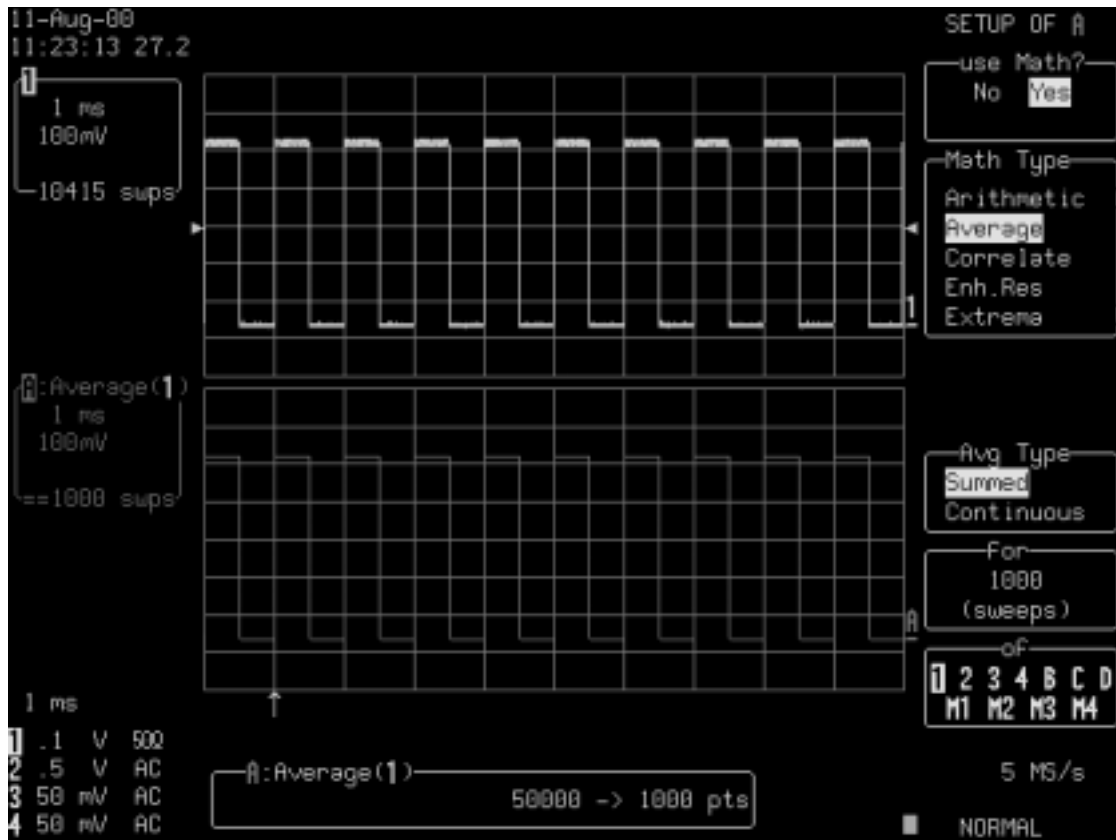 11-Aug-00
11:23:13 27.2
1
1 ms
100mV
10415 swps
A:Average(1)
1 ms
100mV
==1000 swps
1 ms
1 .1 V 50Ω
2 .5 V AC
3 50 mV AC
4 50 mV AC
1
A
A:Average(1)
50000 -> 1000 pts
SETUP OF A
use Math?
No Yes
Math Type
Arithmetic
Average
Correlate
Enh.Res
Extrema
Avg Type
Summed
Continuous
For
1000
(sweeps)
of
1 2 3 4 B C D
M1 M2 M3 M4
5 MS/s
NORMAL